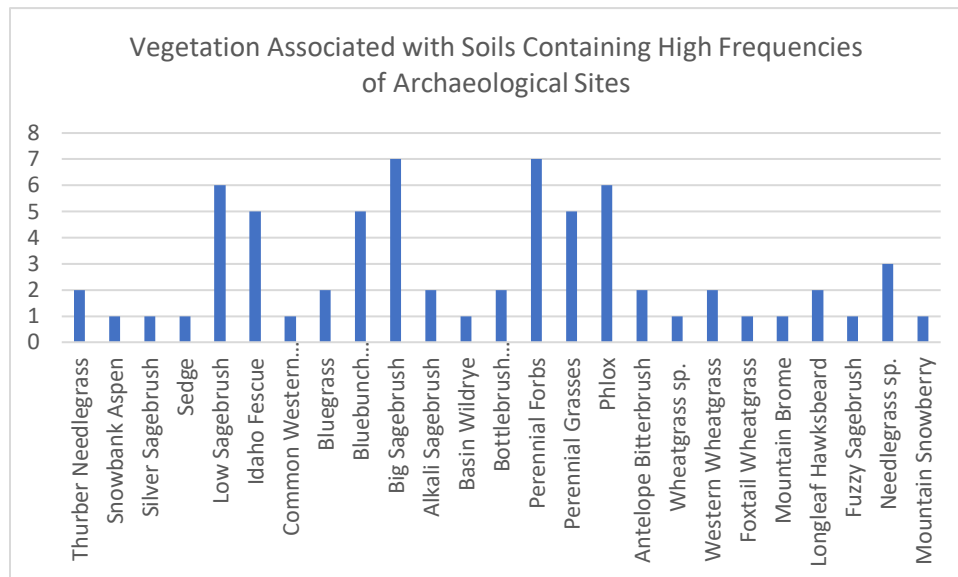 Vegetation Associated with Soils Containing High Frequencies
of Archaeological Sites
8
7
6
5
4
3
2
1
0
Thurber Needlegrass
Snowbank Aspen
Silver Sagebrush
Sedge
Low Sagebrush
Idaho Fescue
Common Western...
Bluegrass
Bluebunch...
Big Sagebrush
Alkali Sagebrush
Basin Wildrye
Bottlebrush...
Perennial Forbs
Perennial Grasses
Phlox
Antelope Bitterbrush
Wheatgrass sp.
Western Wheatgrass
Foxtail Wheatgrass
Mountain Brome
Longleaf Hawksbeard
Fuzzy Sagebrush
Needlegrass sp.
Mountain Snowberry